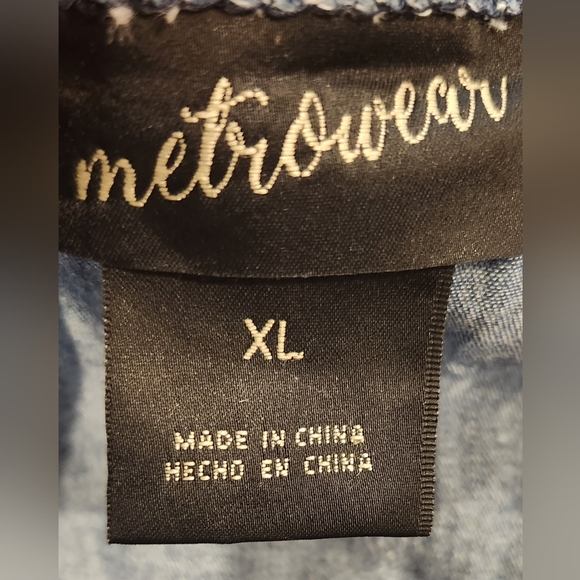 metrowear
XL
MADE IN CHINA
HECHO EN CHINA